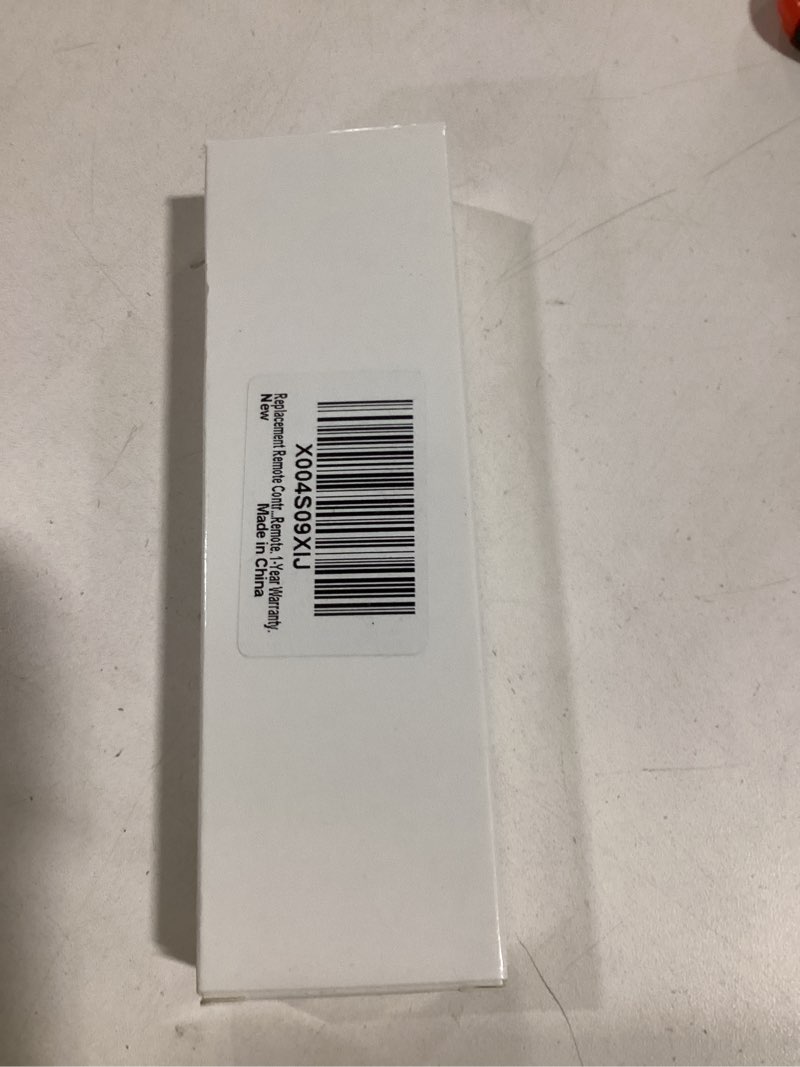 X004S09XIJ
Replacement Remote Contr...Remote. 1-Year Warranty.
New
Made in China